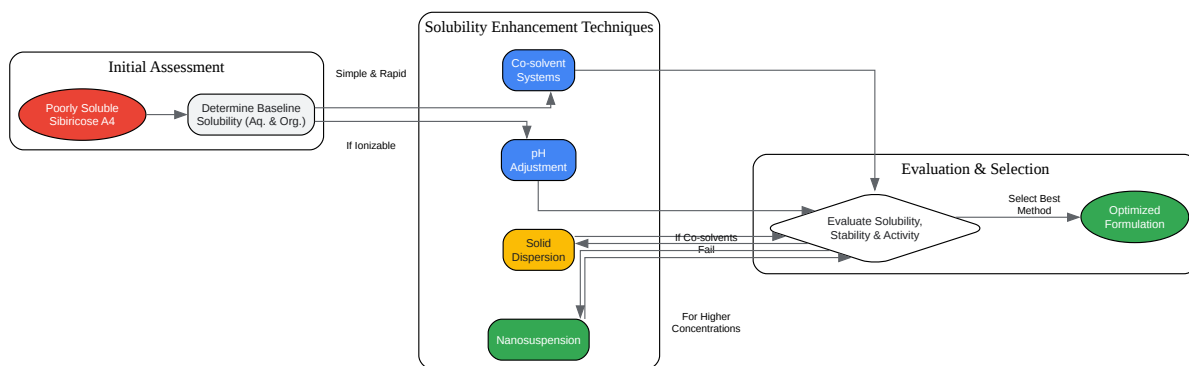 Initial Assessment
Poorly Soluble
Sibiricose A4
Determine Baseline
Solubility (Aq. & Org.)
Simple & Rapid
If Ionizable
Solubility Enhancement Techniques
Co-solvent
Systems
pH
Adjustment
Solid
Dispersion
Nanosuspension
If Co-solvents
Fail
For Higher
Concentrations
Evaluation & Selection
Evaluate Solubility,
Stability & Activity
Select Best
Method
Optimized
Formulation